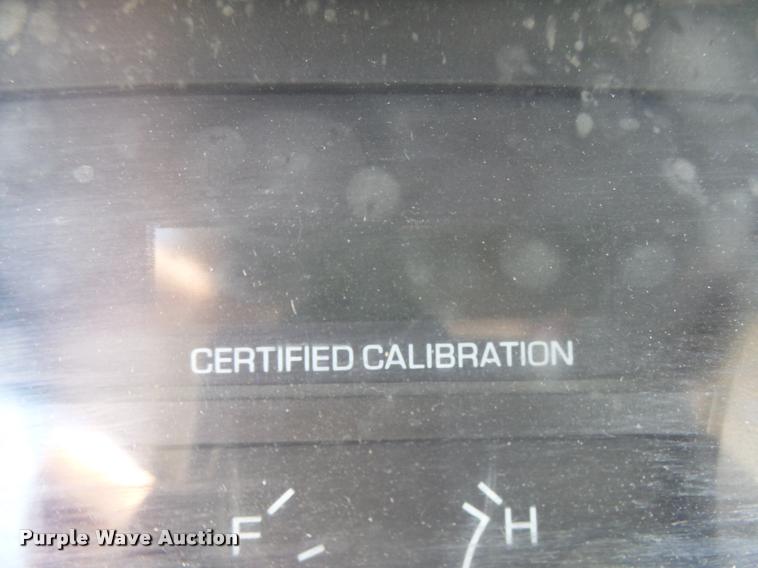 CERTIFIED CALIBRATION
F H
Purple Wave Auction